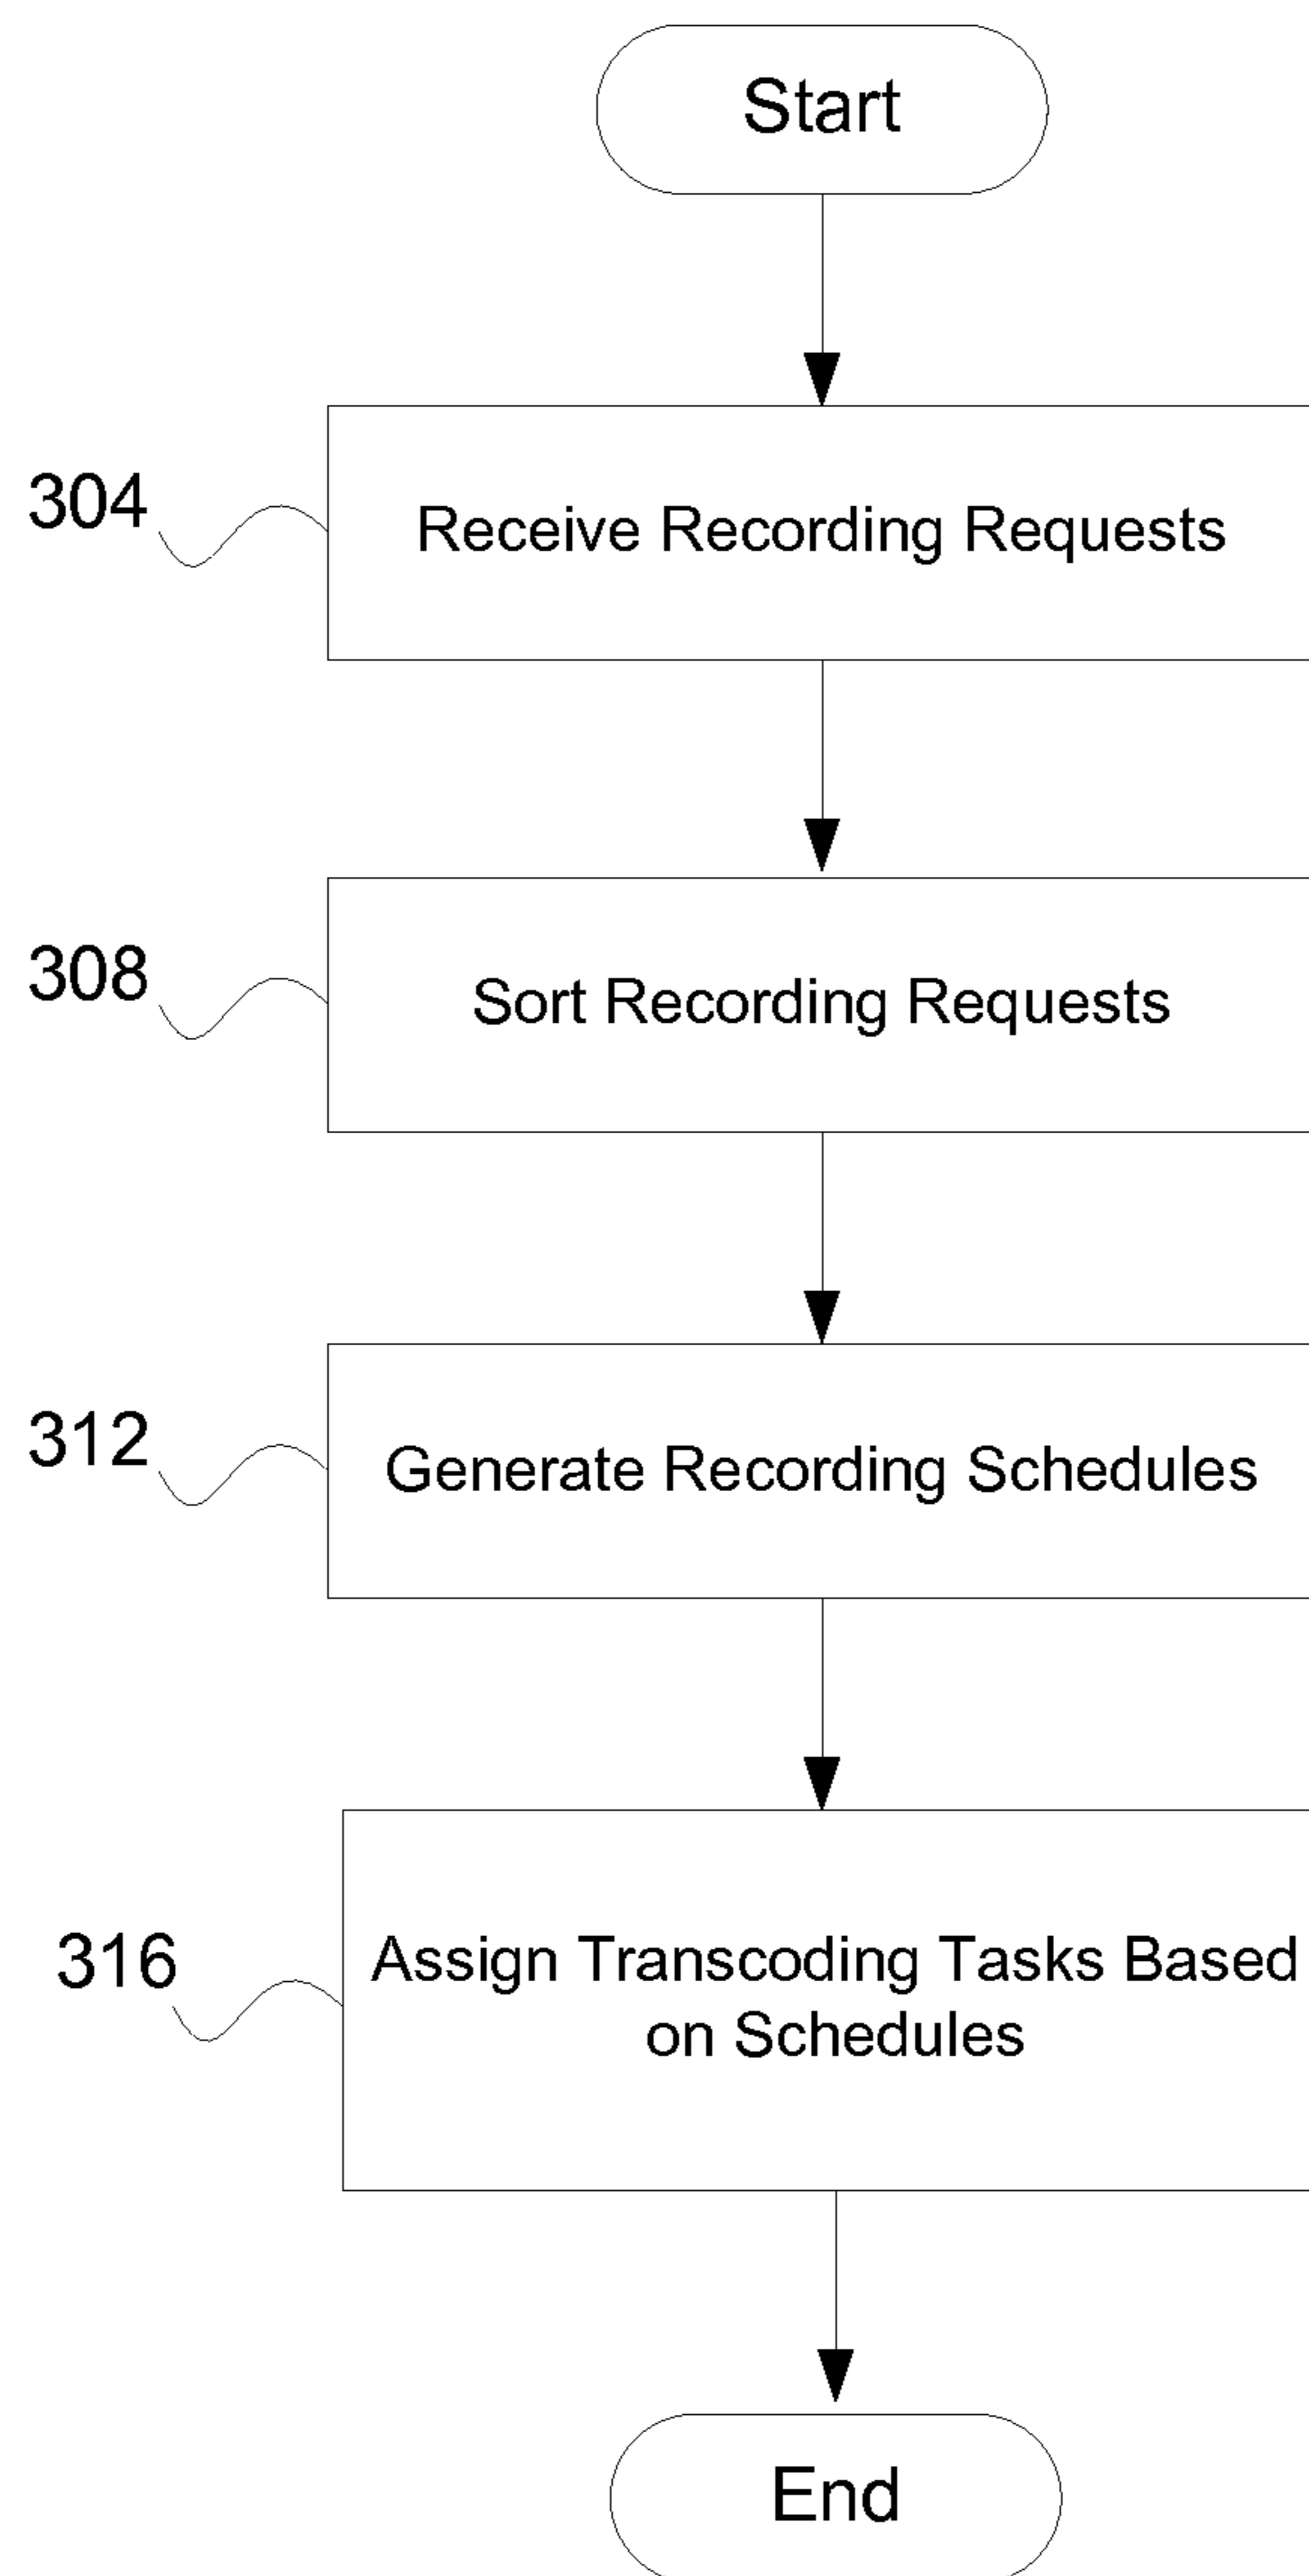 Start
304
Receive Recording Requests
308
Sort Recording Requests
312
Generate Recording Schedules
316
Assign Transcoding Tasks Based
on Schedules
End